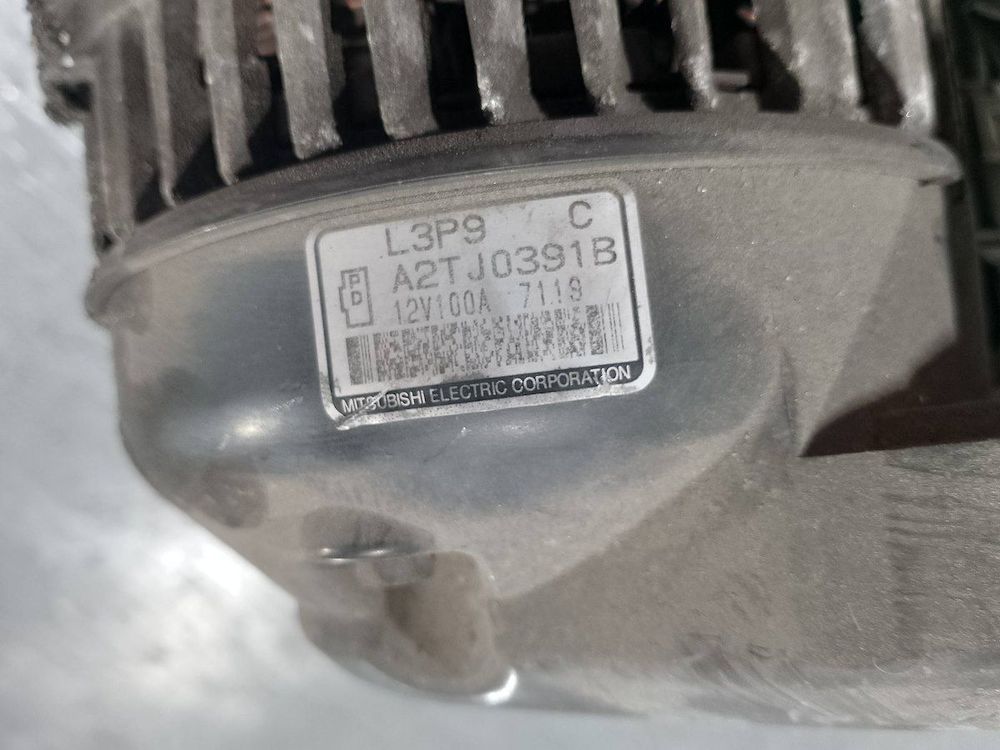 L3P9 C
A2TJ0391B
P
D
12V100A 7119
MITSUBISHI ELECTRIC CORPORATION